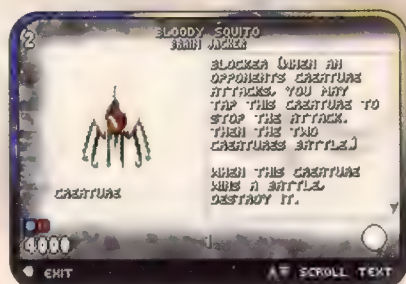 2
BLOODY SQUITO
BRAIN JACKER
BLOCKER (WHEN AN
OPPONENTS CREATURE
ATTACKS, YOU MAY
TAP THIS CREATURE TO
STOP THE ATTACK.
THEN THE TWO
CREATURES BATTLE.)
WHEN THIS CREATURE
WINS A BATTLE,
DESTROY IT.
CREATURE
4000
EXIT
SCROLL TEXT